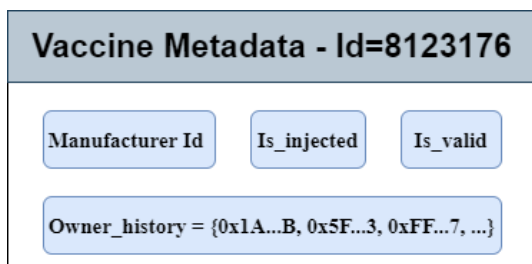 Vaccine Metadata - Id=8123176
Manufacturer Id Is_injected Is_valid
Owner_history = {0x1A...B, 0x5F...3, 0xFF...7, ...}